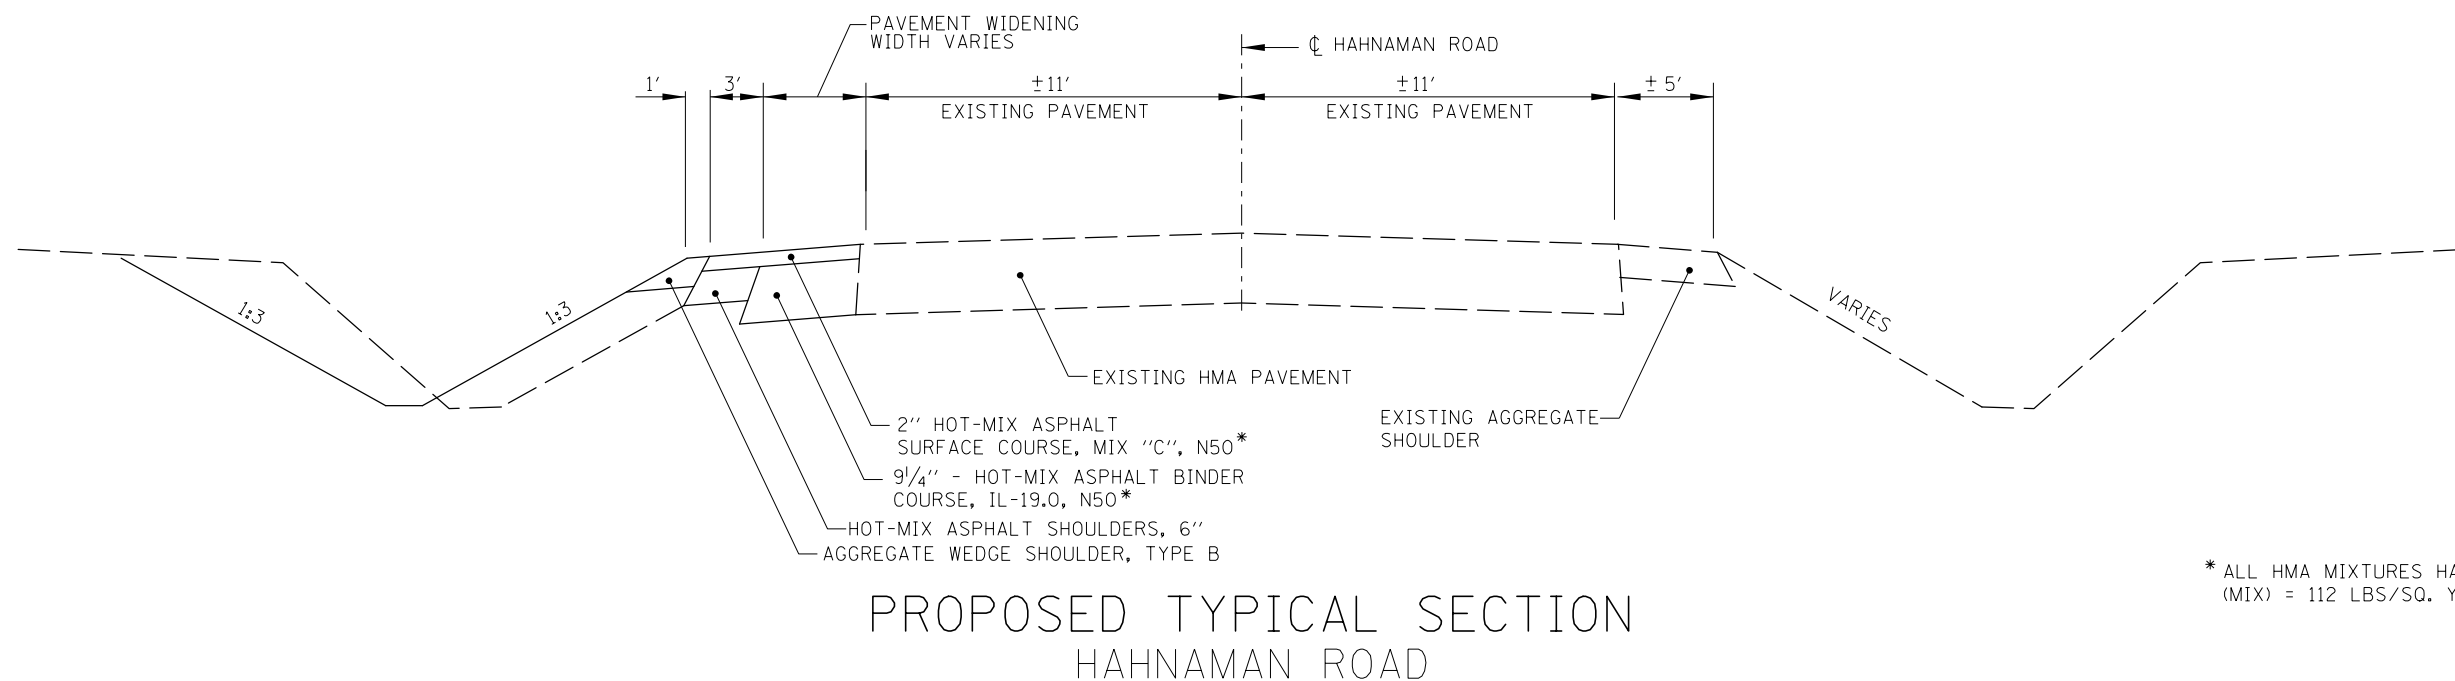 PAVEMENT WIDENING
WIDTH VARIES
℄ HAHNAMAN ROAD
1' 3' ±11' ±11' ± 5'
EXISTING PAVEMENT EXISTING PAVEMENT
1:3
1:3
VARIES
EXISTING HMA PAVEMENT
EXISTING AGGREGATE
SHOULDER
2'' HOT-MIX ASPHALT
SURFACE COURSE, MIX "C", N50*
9¼'' - HOT-MIX ASPHALT BINDER
COURSE, IL-19.0, N50*
HOT-MIX ASPHALT SHOULDERS, 6''
AGGREGATE WEDGE SHOULDER, TYPE B
* ALL HMA MIXTURES
(MIX) = 112 LBS/SQ.
PROPOSED TYPICAL SECTION
HAHNAMAN ROAD